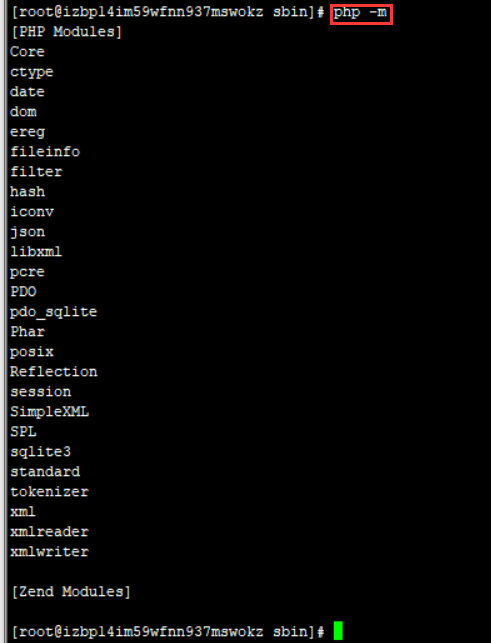 [root@izbp14im59wfnn937mswokz sbin]# php -m
[PHP Modules]
Core
ctype
date
dom
ereg
fileinfo
filter
hash
iconv
json
libxml
pcre
PDO
pdo_sqlite
Phar
posix
Reflection
session
SimpleXML
SPL
sqlite3
standard
tokenizer
xml
xmlreader
xmlwriter
[Zend Modules]
[root@izbp14im59wfnn937mswokz sbin]#